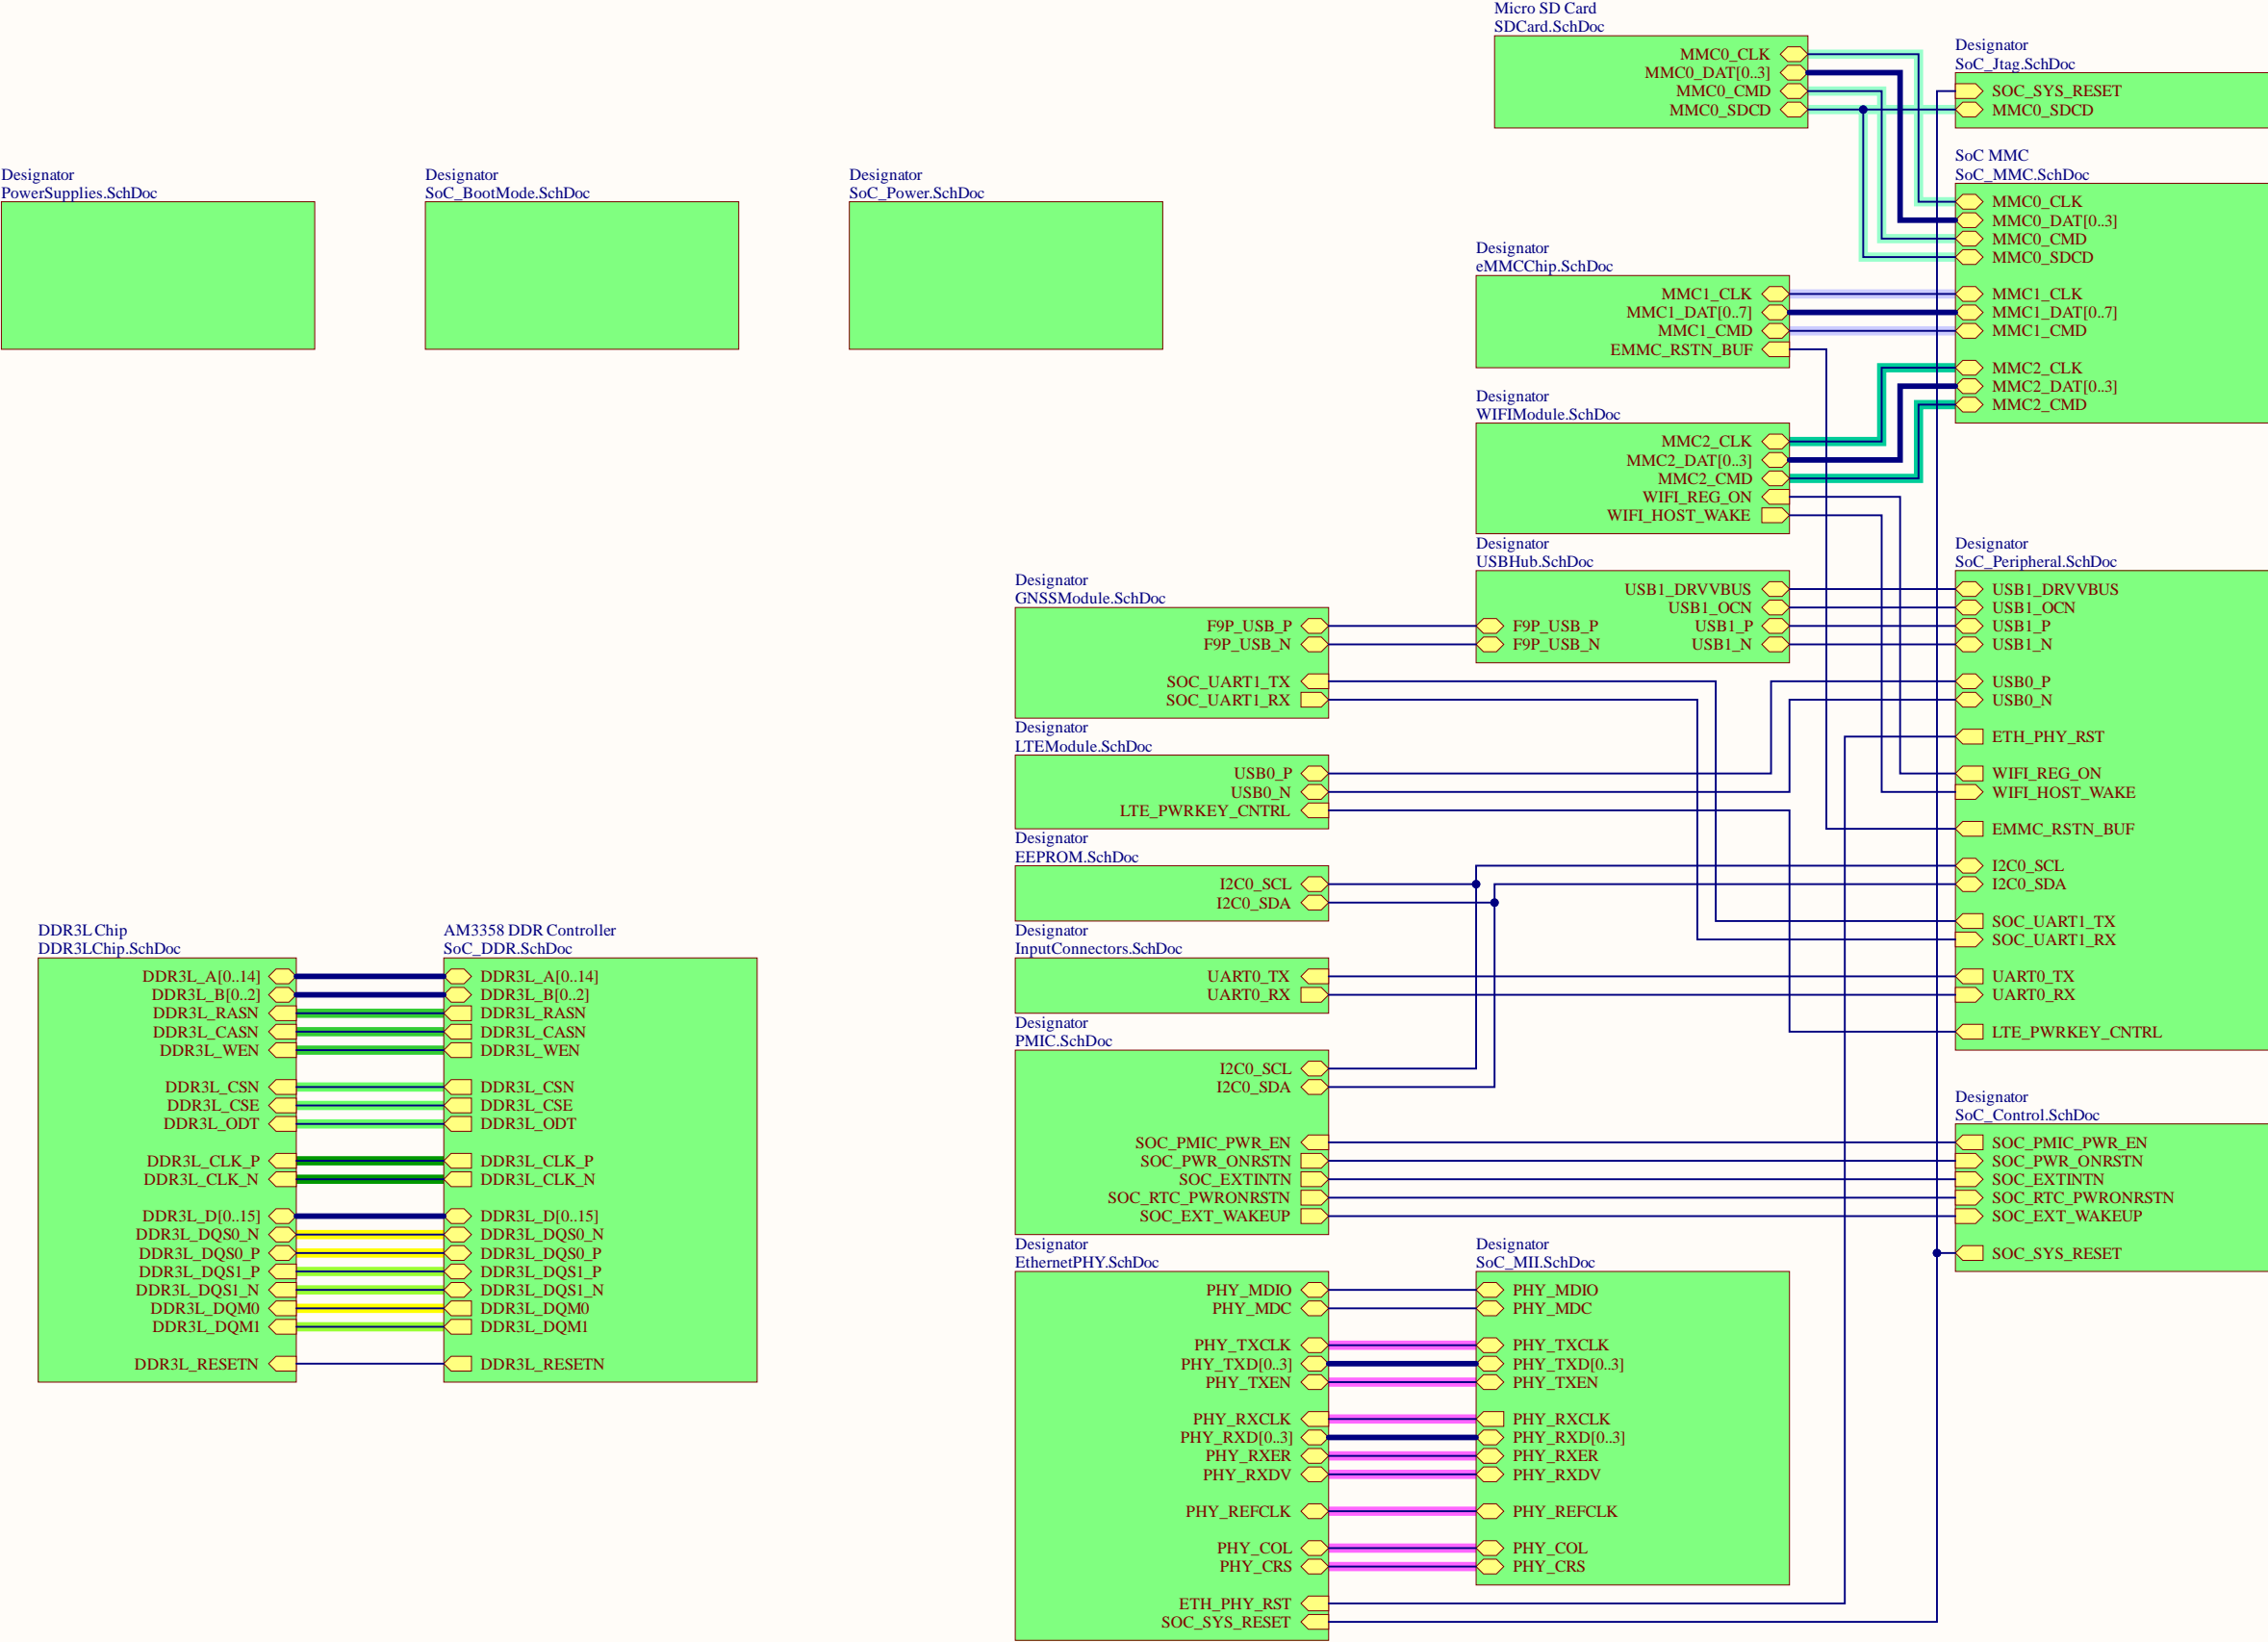 Micro SD Card
SDCard.SchDoc
MMC0_CLK
MMC0_DAT[0..3]
MMC0_CMD
MMC0_SDCD
Designator
SoC_Jtag.SchDoc
SOC_SYS_RESET
MMC0_SDCD
Designator
PowerSupplies.SchDoc
Designator
SoC_BootMode.SchDoc
Designator
SoC_Power.SchDoc
SoC MMC
SoC_MMC.SchDoc
MMC0_CLK
MMC0_DAT[0..3]
MMC0_CMD
MMC0_SDCD
MMC1_CLK
MMC1_DAT[0..7]
MMC1_CMD
MMC2_CLK
MMC2_DAT[0..3]
MMC2_CMD
Designator
eMMCChip.SchDoc
MMC1_CLK
MMC1_DAT[0..7]
MMC1_CMD
EMMC_RSTN_BUF
Designator
WIFIModule.SchDoc
MMC2_CLK
MMC2_DAT[0..3]
MMC2_CMD
WIFI_REG_ON
WIFI_HOST_WAKE
Designator
USBHub.SchDoc
USB1_DRVVBUS
USB1_OCN
F9P_USB_P USB1_P
F9P_USB_N USB1_N
Designator
SoC_Peripheral.SchDoc
USB1_DRVVBUS
USB1_OCN
USB1_P
USB1_N
USB0_P
USB0_N
ETH_PHY_RST
WIFI_REG_ON
WIFI_HOST_WAKE
EMMC_RSTN_BUF
I2C0_SCL
I2C0_SDA
SOC_UART1_TX
SOC_UART1_RX
UART0_TX
UART0_RX
LTE_PWRKEY_CNTRL
Designator
GNSSModule.SchDoc
F9P_USB_P
F9P_USB_N
SOC_UART1_TX
SOC_UART1_RX
Designator
LTEModule.SchDoc
USB0_P
USB0_N
LTE_PWRKEY_CNTRL
Designator
EEPROM.SchDoc
I2C0_SCL
I2C0_SDA
Designator
InputConnectors.SchDoc
UART0_TX
UART0_RX
Designator
PMIC.SchDoc
I2C0_SCL
I2C0_SDA
SOC_PMIC_PWR_EN
SOC_PWR_ONRSTN
SOC_EXTINTN
SOC_RTC_PWRONRSTN
SOC_EXT_WAKEUP
Designator
SoC_Control.SchDoc
SOC_PMIC_PWR_EN
SOC_PWR_ONRSTN
SOC_EXTINTN
SOC_RTC_PWRONRSTN
SOC_EXT_WAKEUP
SOC_SYS_RESET
DDR3L Chip
DDR3LChip.SchDoc
DDR3L_A[0..14]
DDR3L_B[0..2]
DDR3L_RASN
DDR3L_CASN
DDR3L_WEN
DDR3L_CSN
DDR3L_CSE
DDR3L_ODT
DDR3L_CLK_P
DDR3L_CLK_N
DDR3L_D[0..15]
DDR3L_DQS0_N
DDR3L_DQS0_P
DDR3L_DQS1_P
DDR3L_DQS1_N
DDR3L_DQM0
DDR3L_DQM1
DDR3L_RESETN
AM3358 DDR Controller
SoC_DDR.SchDoc
DDR3L_A[0..14]
DDR3L_B[0..2]
DDR3L_RASN
DDR3L_CASN
DDR3L_WEN
DDR3L_CSN
DDR3L_CSE
DDR3L_ODT
DDR3L_CLK_P
DDR3L_CLK_N
DDR3L_D[0..15]
DDR3L_DQS0_N
DDR3L_DQS0_P
DDR3L_DQS1_P
DDR3L_DQS1_N
DDR3L_DQM0
DDR3L_DQM1
DDR3L_RESETN
Designator
EthernetPHY.SchDoc
PHY_MDIO
PHY_MDC
PHY_TXCLK
PHY_TXD[0..3]
PHY_TXEN
PHY_RXCLK
PHY_RXD[0..3]
PHY_RXER
PHY_RXDV
PHY_REFCLK
PHY_COL
PHY_CRS
ETH_PHY_RST
SOC_SYS_RESET
Designator
SoC_MII.SchDoc
PHY_MDIO
PHY_MDC
PHY_TXCLK
PHY_TXD[0..3]
PHY_TXEN
PHY_RXCLK
PHY_RXD[0..3]
PHY_RXER
PHY_RXDV
PHY_REFCLK
PHY_COL
PHY_CRS